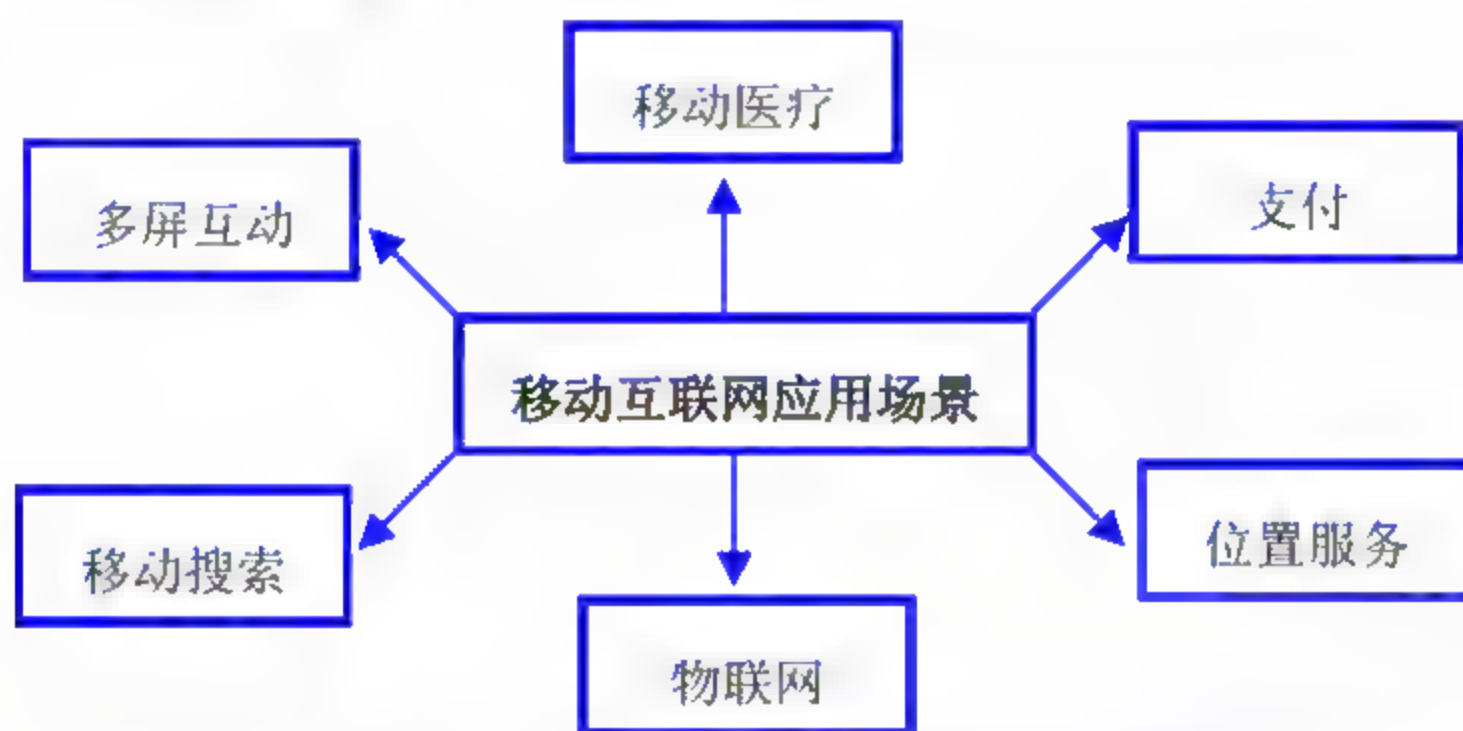 移动医疗
多屏互动
支付
移动互联网应用场景
移动搜索
位置服务
物联网